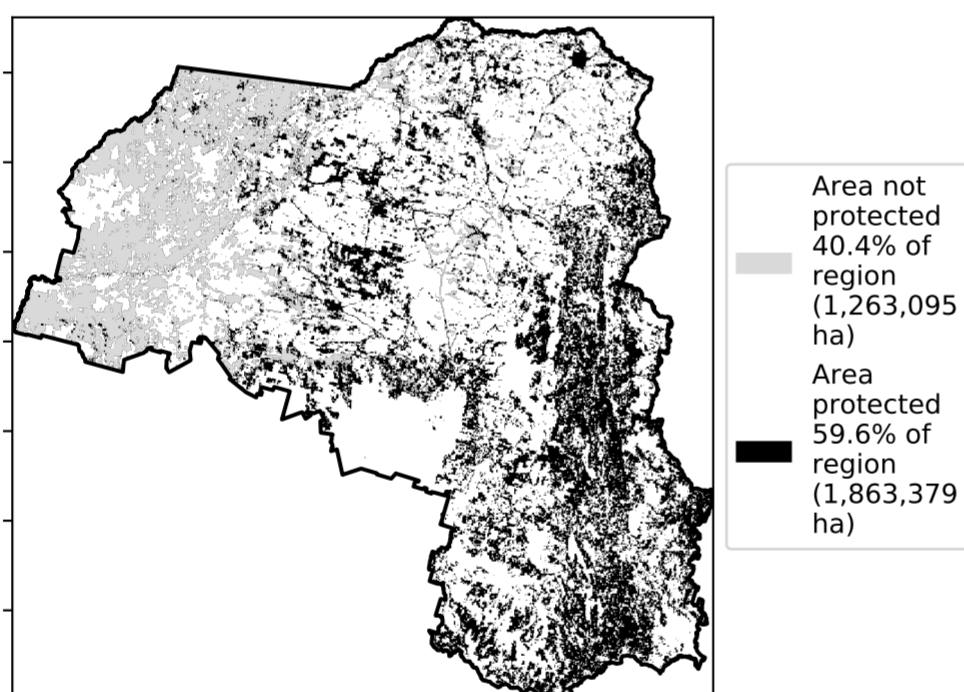 Area not
protected
40.4% of
region
(1,263,095
ha)
Area
protected
59.6% of
region
(1,863,379
ha)